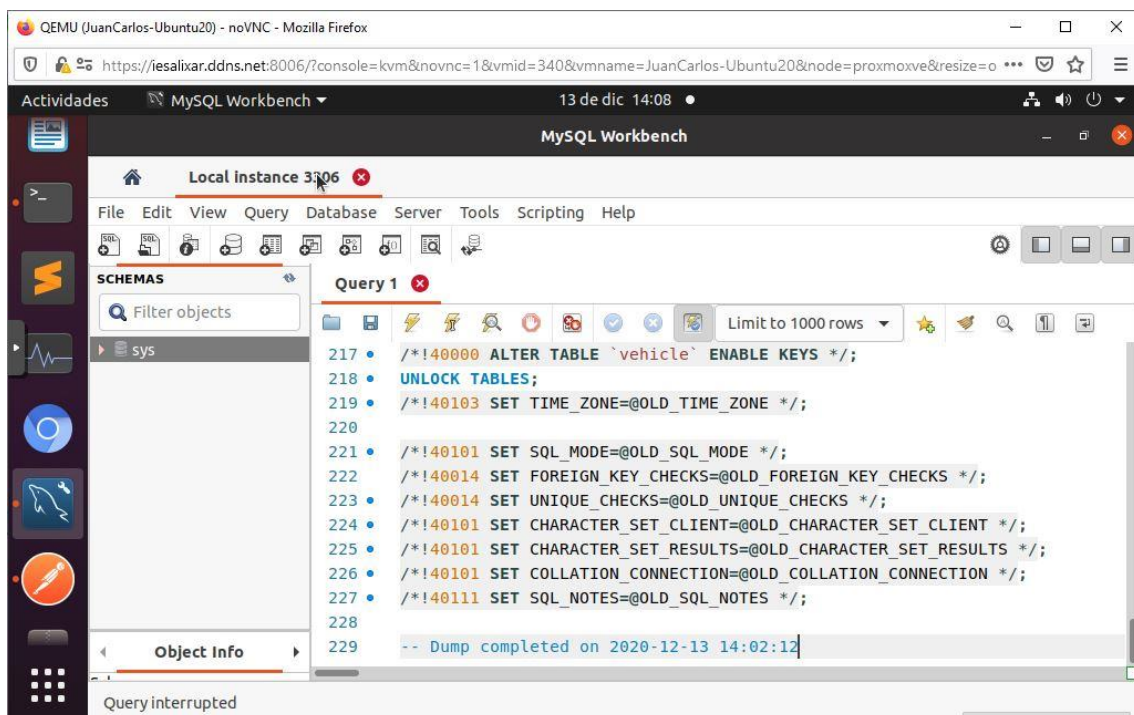 QEMU (JuanCarlos-Ubuntu20) - noVNC - Mozilla Firefox
https://iesalixar.ddns.net:8006/?console=kvm&novnc=1&vmid=340&vmname=JuanCarlos-Ubuntu20&node=proxmoxve&resize=o
Actividades MySQL Workbench 13 de dic 14:08
MySQL Workbench
Local instance 3306
File Edit View Query Database Server Tools Scripting Help
SCHEMAS
Query 1
Filter objects
Limit to 1000 rows
sys
217 /*!40000 ALTER TABLE `vehicle` ENABLE KEYS */;
218 UNLOCK TABLES;
219 /*!40103 SET TIME_ZONE=@OLD_TIME_ZONE */;
220
221 /*!40101 SET SQL_MODE=@OLD_SQL_MODE */;
222 /*!40014 SET FOREIGN_KEY_CHECKS=@OLD_FOREIGN_KEY_CHECKS */;
223 /*!40014 SET UNIQUE_CHECKS=@OLD_UNIQUE_CHECKS */;
224 /*!40101 SET CHARACTER_SET_CLIENT=@OLD_CHARACTER_SET_CLIENT */;
225 /*!40101 SET CHARACTER_SET_RESULTS=@OLD_CHARACTER_SET_RESULTS */;
226 /*!40101 SET COLLATION_CONNECTION=@OLD_COLLATION_CONNECTION */;
227 /*!40111 SET SQL_NOTES=@OLD_SQL_NOTES */;
228
229 -- Dump completed on 2020-12-13 14:02:12
Object Info
Query interrupted